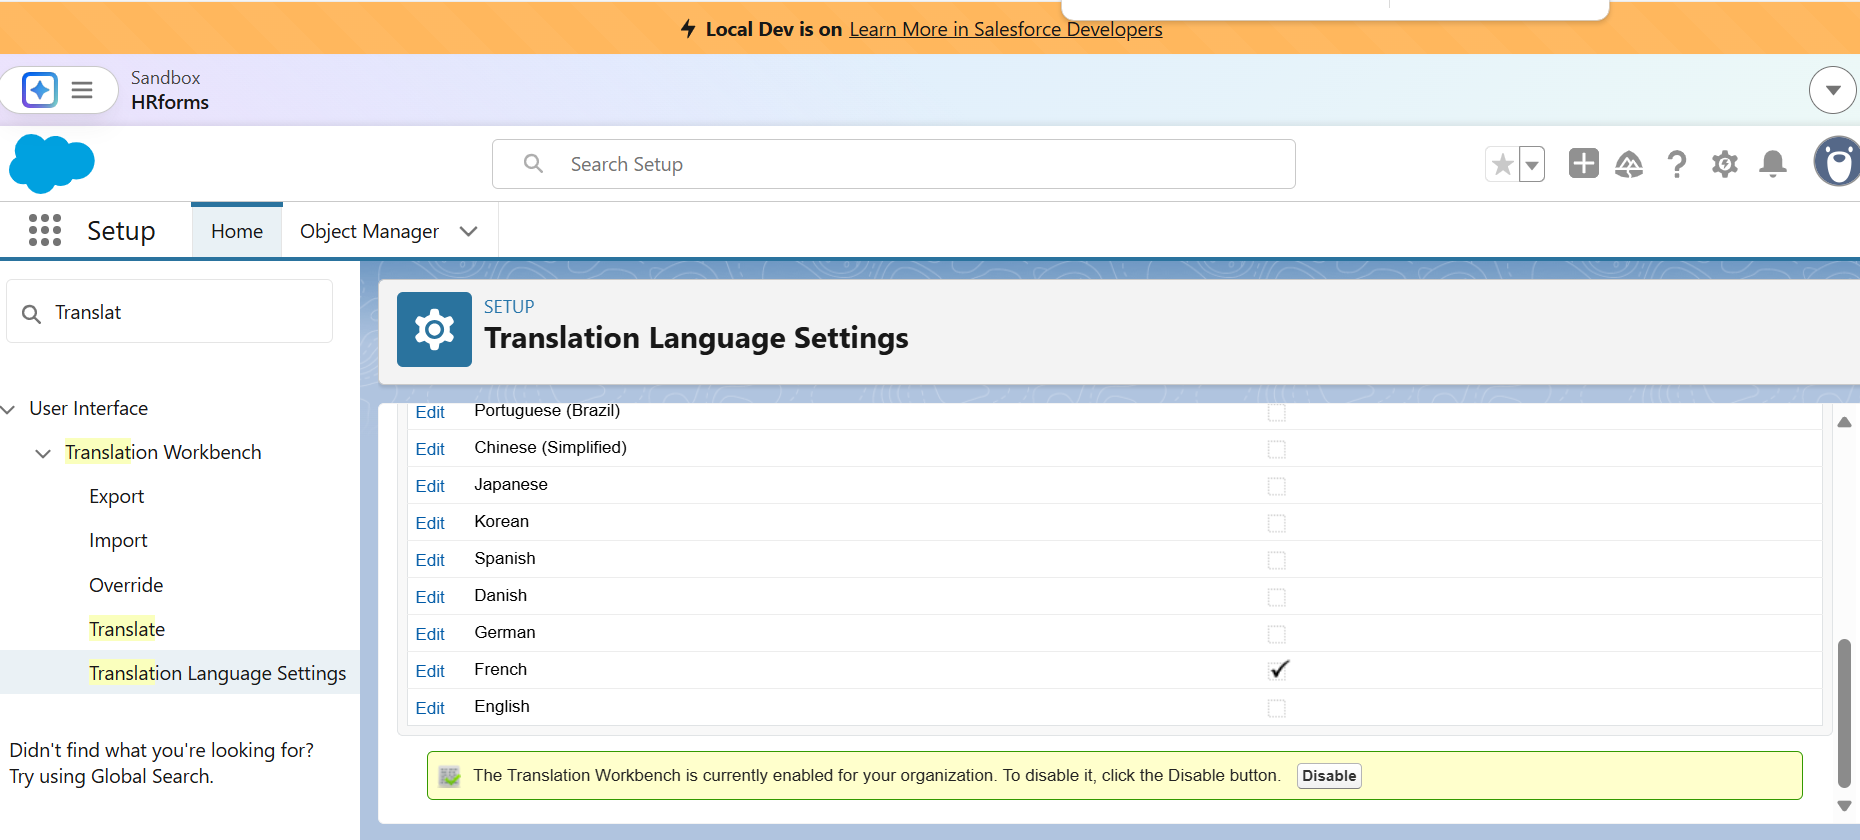 Local Dev is on Learn More in Salesforce Developers
Sandbox
HRforms
Search Setup
Setup
Home
Object Manager
Translat
User Interface
Translation Workbench
Export
Import
Override
Translate
Translation Language Settings
Didn't find what you're looking for?
Try using Global Search.
SETUP
Translation Language Settings
Edit Portuguese (Brazil)
Edit Chinese (Simplified)
Edit Japanese
Edit Korean
Edit Spanish
Edit Danish
Edit German
Edit French
Edit English
The Translation Workbench is currently enabled for your organization. To disable it, click the Disable button. Disable